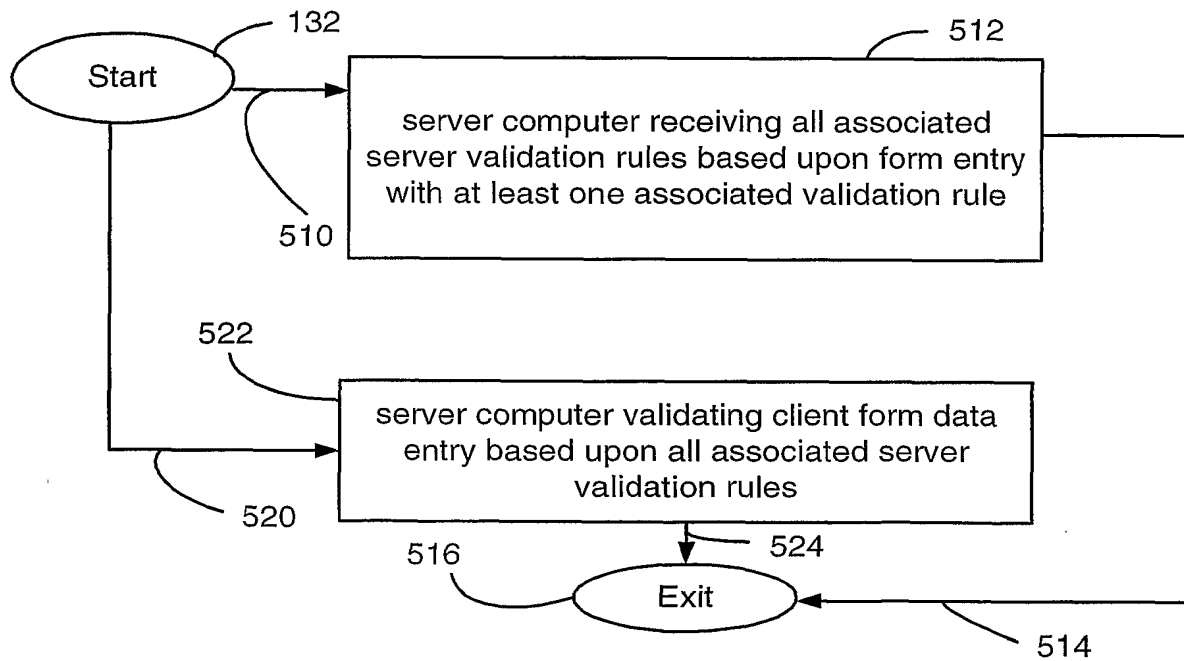 132
Start
512
server computer receiving all associated
server validation rules based upon form entry
with at least one associated validation rule
510
522
server computer validating client form data
entry based upon all associated server
validation rules
520
524
516
Exit
514